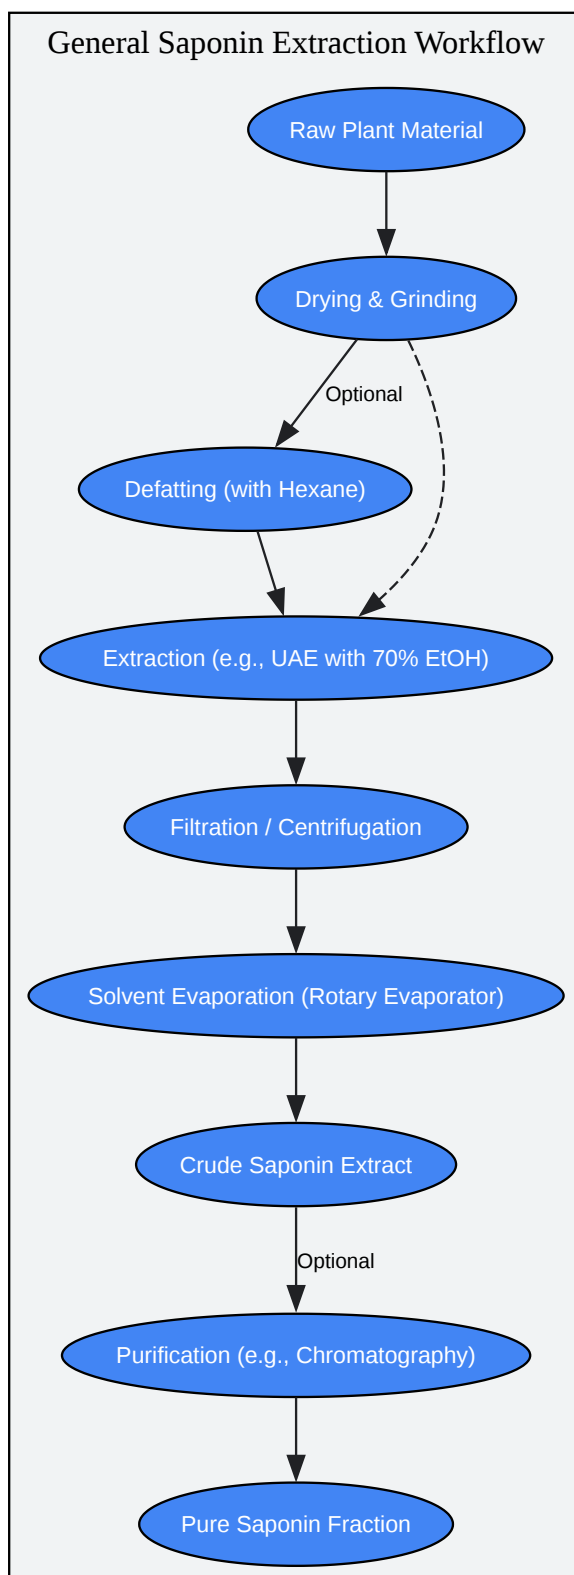 General Saponin Extraction Workflow
Raw Plant Material
Drying & Grinding
Optional
Defatting (with Hexane)
Extraction (e.g., UAE with 70% EtOH)
Filtration / Centrifugation
Solvent Evaporation (Rotary Evaporator)
Crude Saponin Extract
Optional
Purification (e.g., Chromatography)
Pure Saponin Fraction